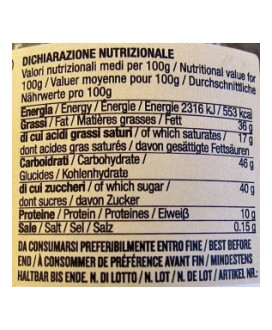 DICHIARAZIONE NUTRIZIONALE
Valori nutrizionali medi per 100g / Nutritional value for
100g / Valeur moyenne pour 100g / Durchschnittliche
Nährwerte pro 100g
Energia / Energy / Énergie / Energie 2316 KJ / 553 kcal
Grassi / Fat / Matières grasses / Fett 36 g
di cui acidi grassi saturi / of which saturates / 17 g
dont acides gras saturés / davon gesättigte Fettsäuren
Carboidrati / Carbohydrate / 46 g
Glucides / Kohlenhydrate
di cui zuccheri / of which sugar / 40 g
dont sucres / davon Zucker
Proteine / Protein / Proteines / Elweiß 10 g
Sale / Salt / Sel / Salz 0.15 g
DA CONSUMARSI PREFERIBILMENTE ENTRO FINE / BEST BEFORE
END / À CONSOMMER DE PRÉFÉRENCE AVANT FIN / MINDESTENS
HALTBAR BIS ENDE. N. DI LOTTO / N. LOT / N. DE LOT / ARTIKEL NR.: